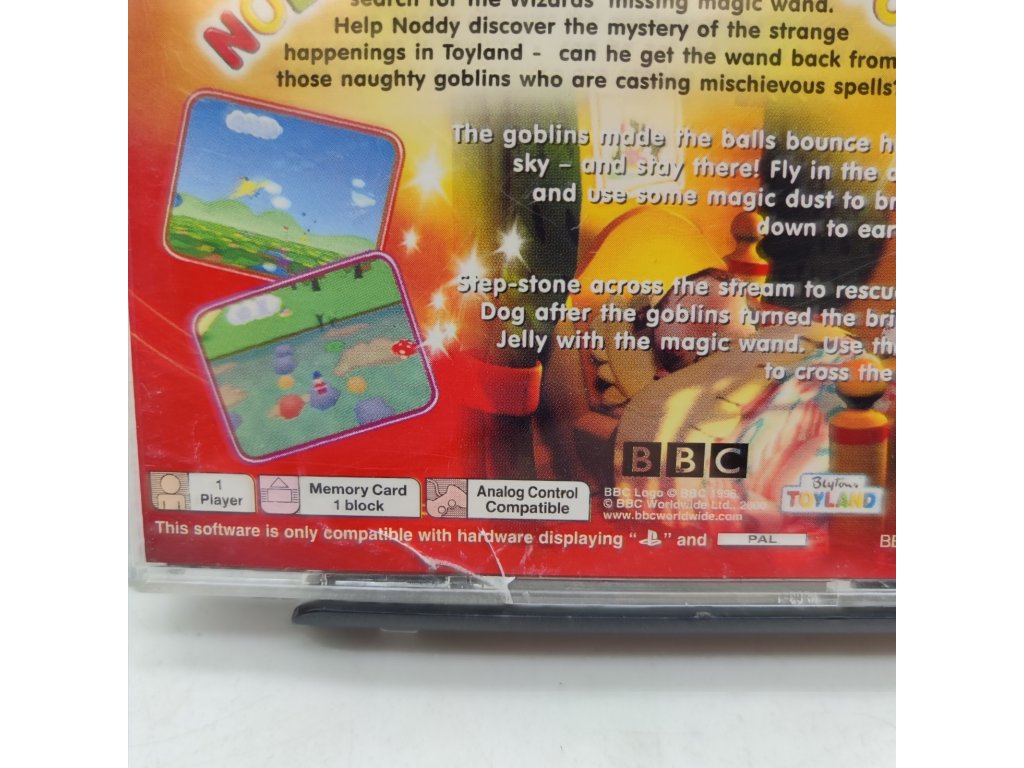 NO
search for the Wizards' missing magic wand.
Help Noddy discover the mystery of the strange
happenings in Toyland - can he get the wand back from
those naughty goblins who are casting mischievous spells?
The goblins made the balls bounce
sky – and stay there! Fly in the
and use some magic dust to
down to
Step-stone across the stream to
Dog after the goblins turned the
Jelly with the magic wand. Use
to cross the
BBC
1
Player
Memory Card
1 block
Analog Control
Compatible
BBC Logo © BBC 1996
© BBC Worldwide Ltd.,
www.bbcworldwide.com
Blyton's
TOYLAND
This software is only compatible with hardware displaying " " and PAL